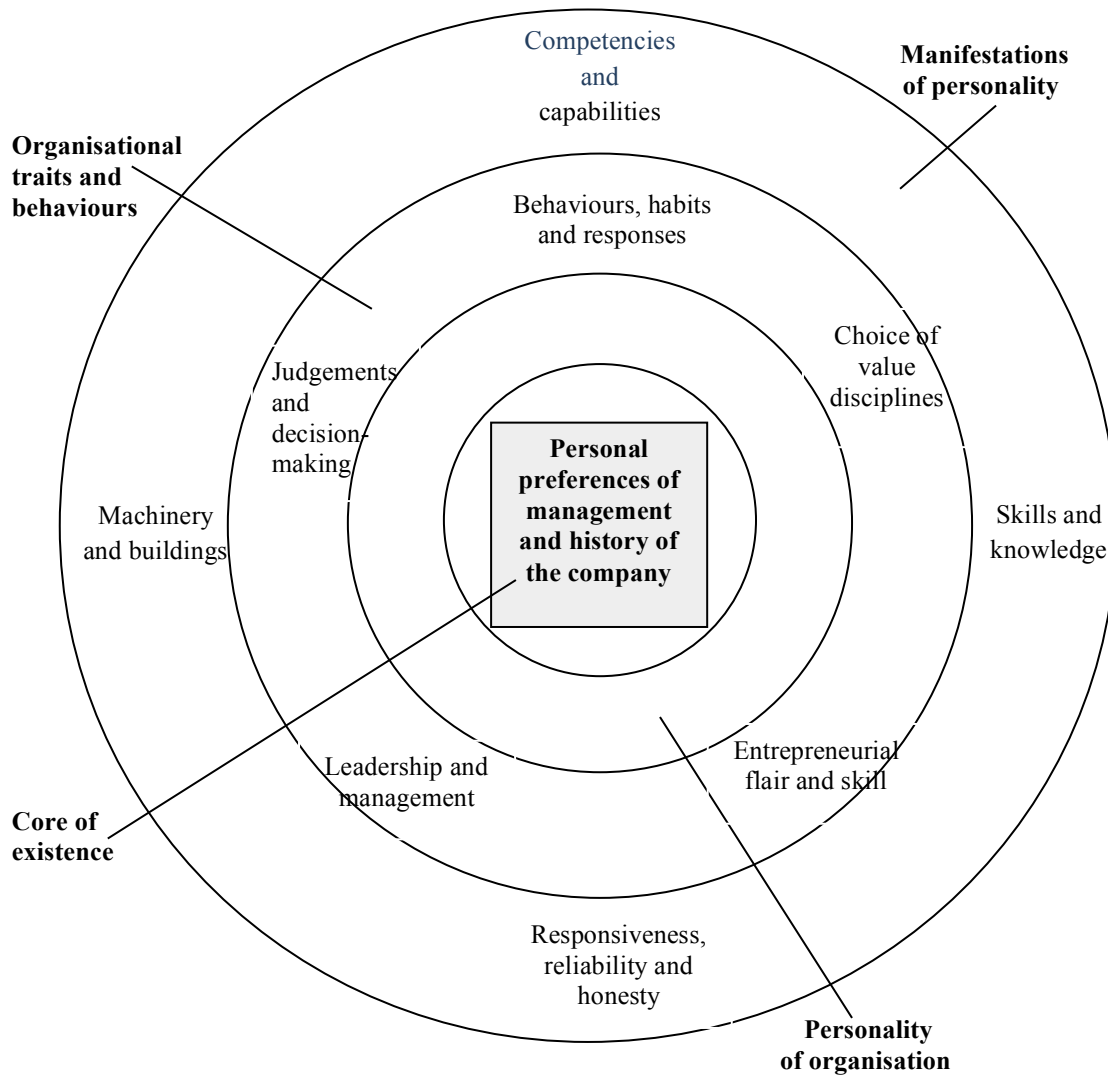 Competencies
and
capabilities
Manifestations
of personality
Organisational
traits and
behaviours
Behaviours, habits
and responses
Choice of
value
disciplines
Judgements
and
decision-
making
Personal
preferences of
management
and history of
the company
Machinery
and buildings
Skills and
knowledge
Leadership and
management
Entrepreneurial
flair and skill
Core of
existence
Responsiveness,
reliability and
honesty
Personality
of organisation